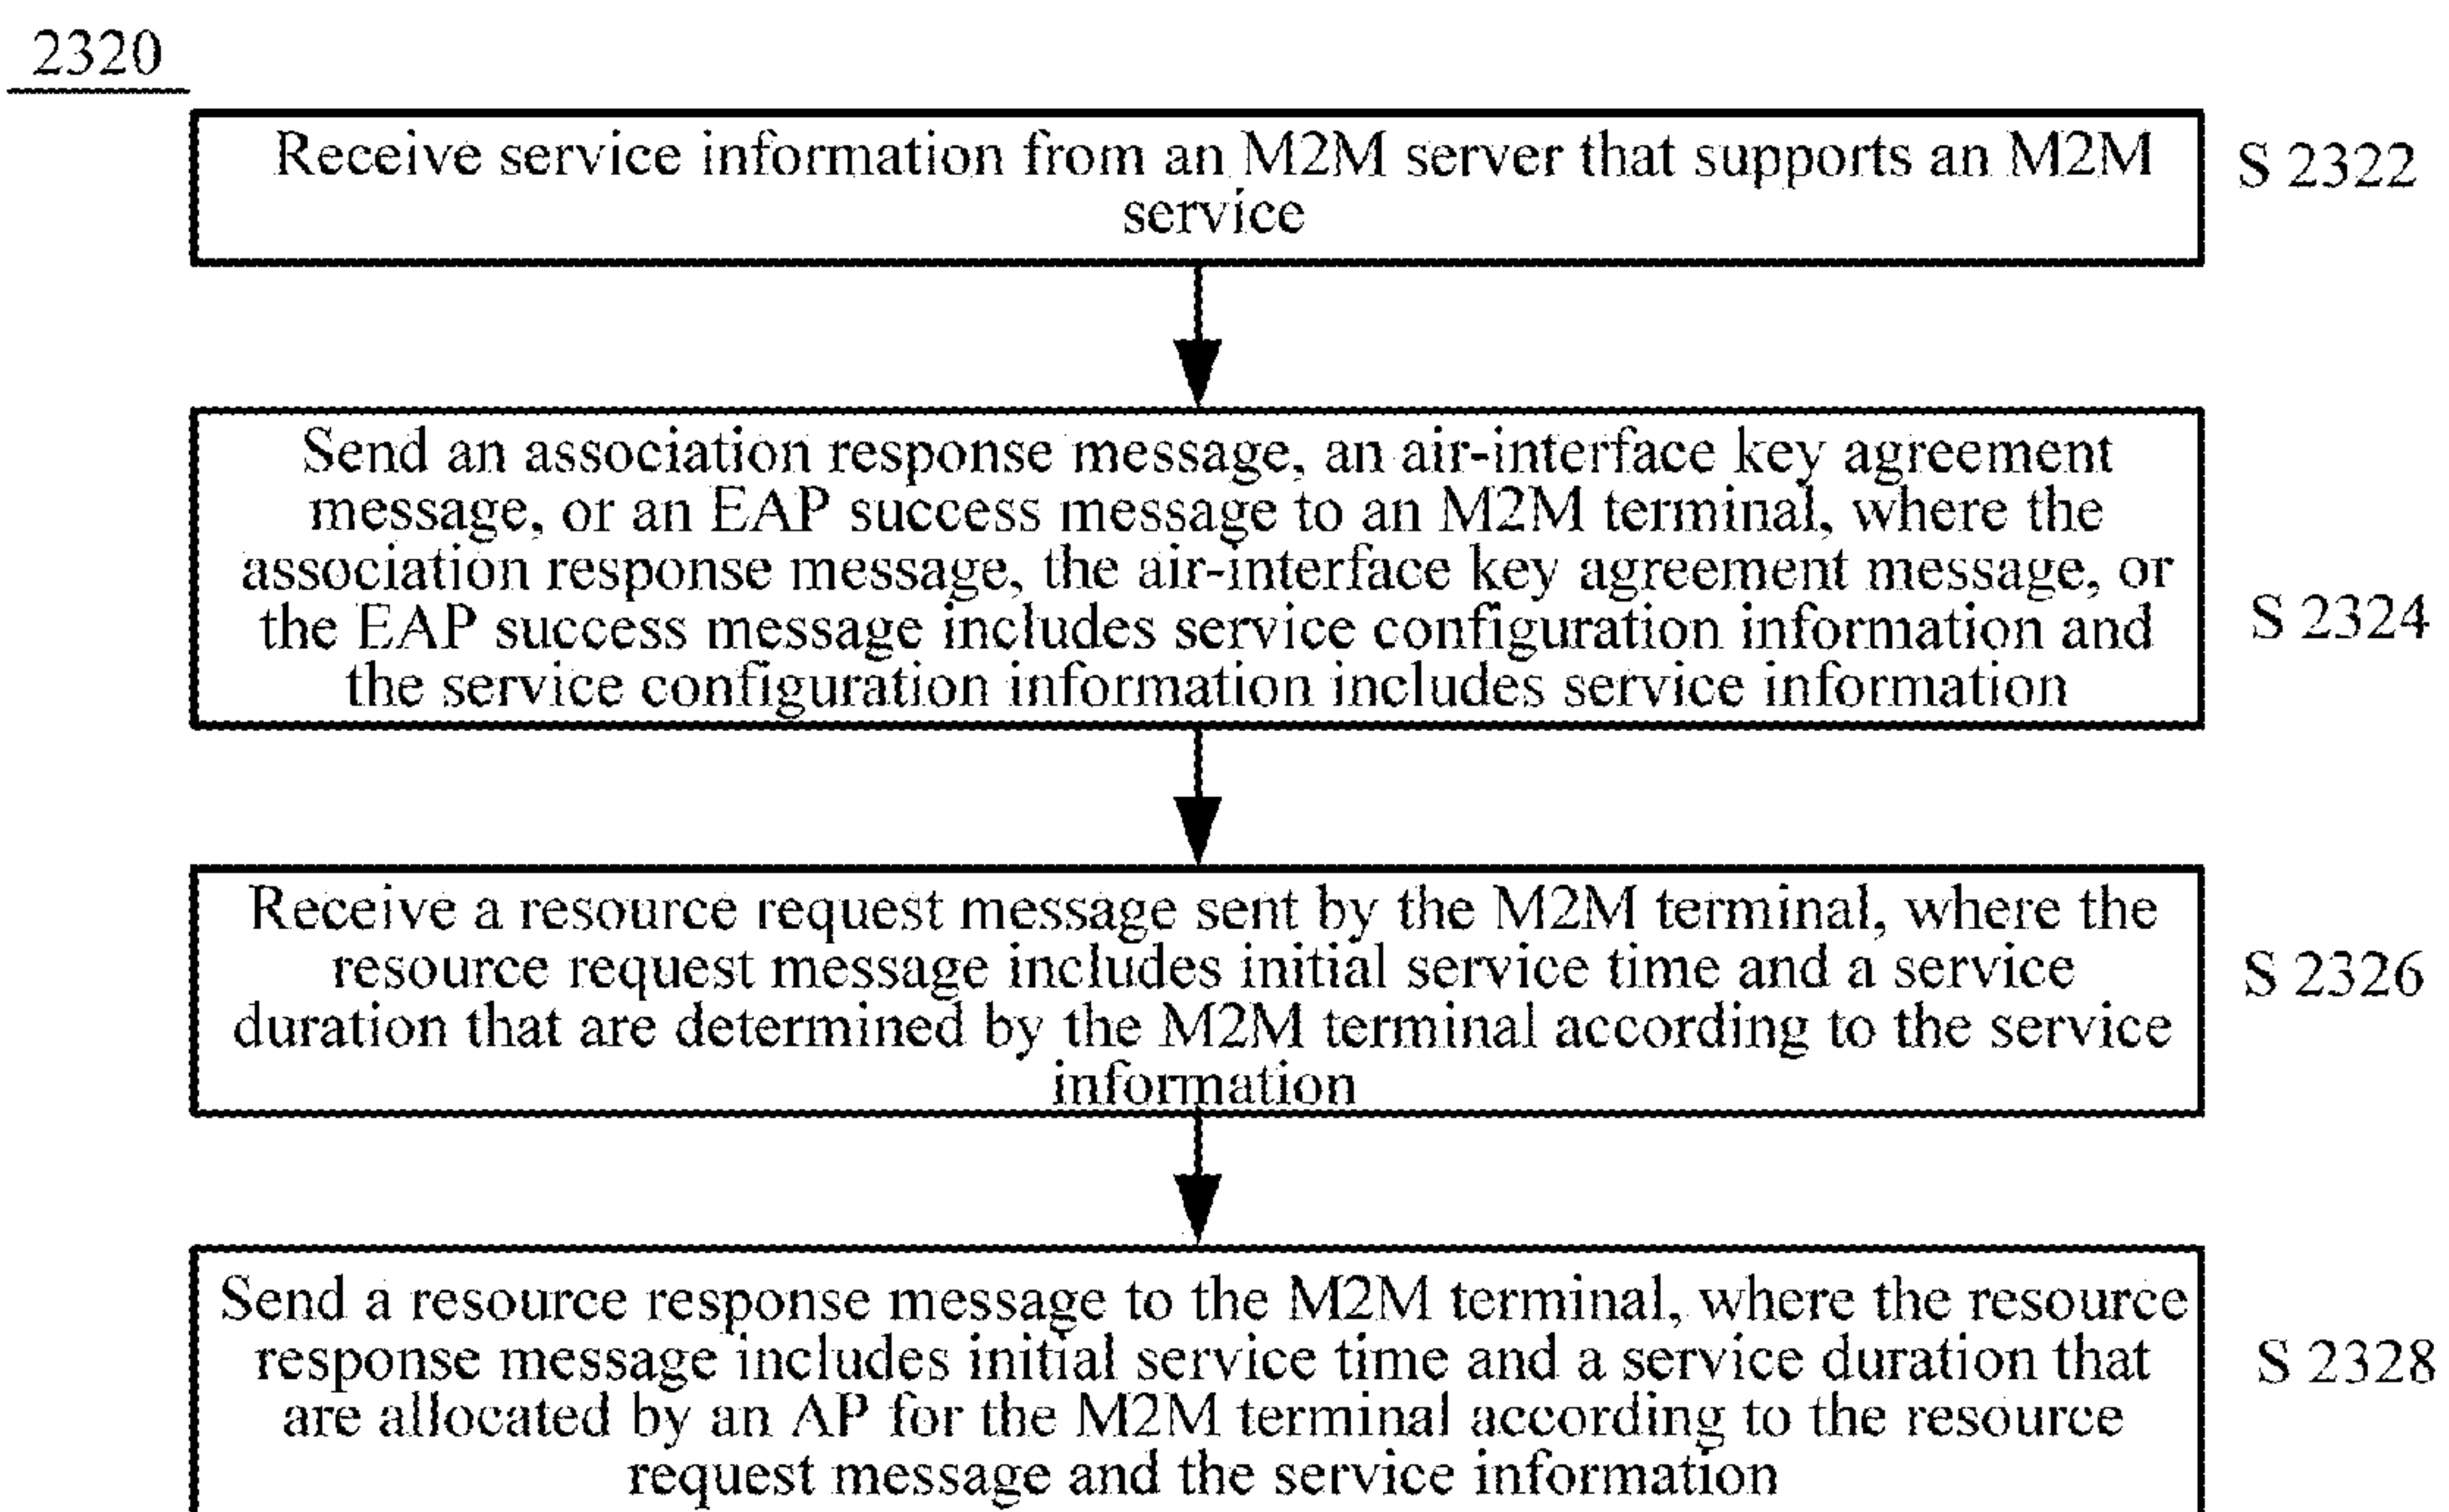 2320
Receive service information from an M2M server that supports an M2M
service
S 2322
Send an association response message, an air-interface key agreement
message, or an EAP success message to an M2M terminal, where the
association response message, the air-interface key agreement message, or
the EAP success message includes service configuration information and
the service configuration information includes service information
S 2324
Receive a resource request message sent by the M2M terminal, where the
resource request message includes initial service time and a service
duration that are determined by the M2M terminal according to the service
information
S 2326
Send a resource response message to the M2M terminal, where the resource
response message includes initial service time and a service duration that
are allocated by an AP for the M2M terminal according to the resource
request message and the service information
S 2328